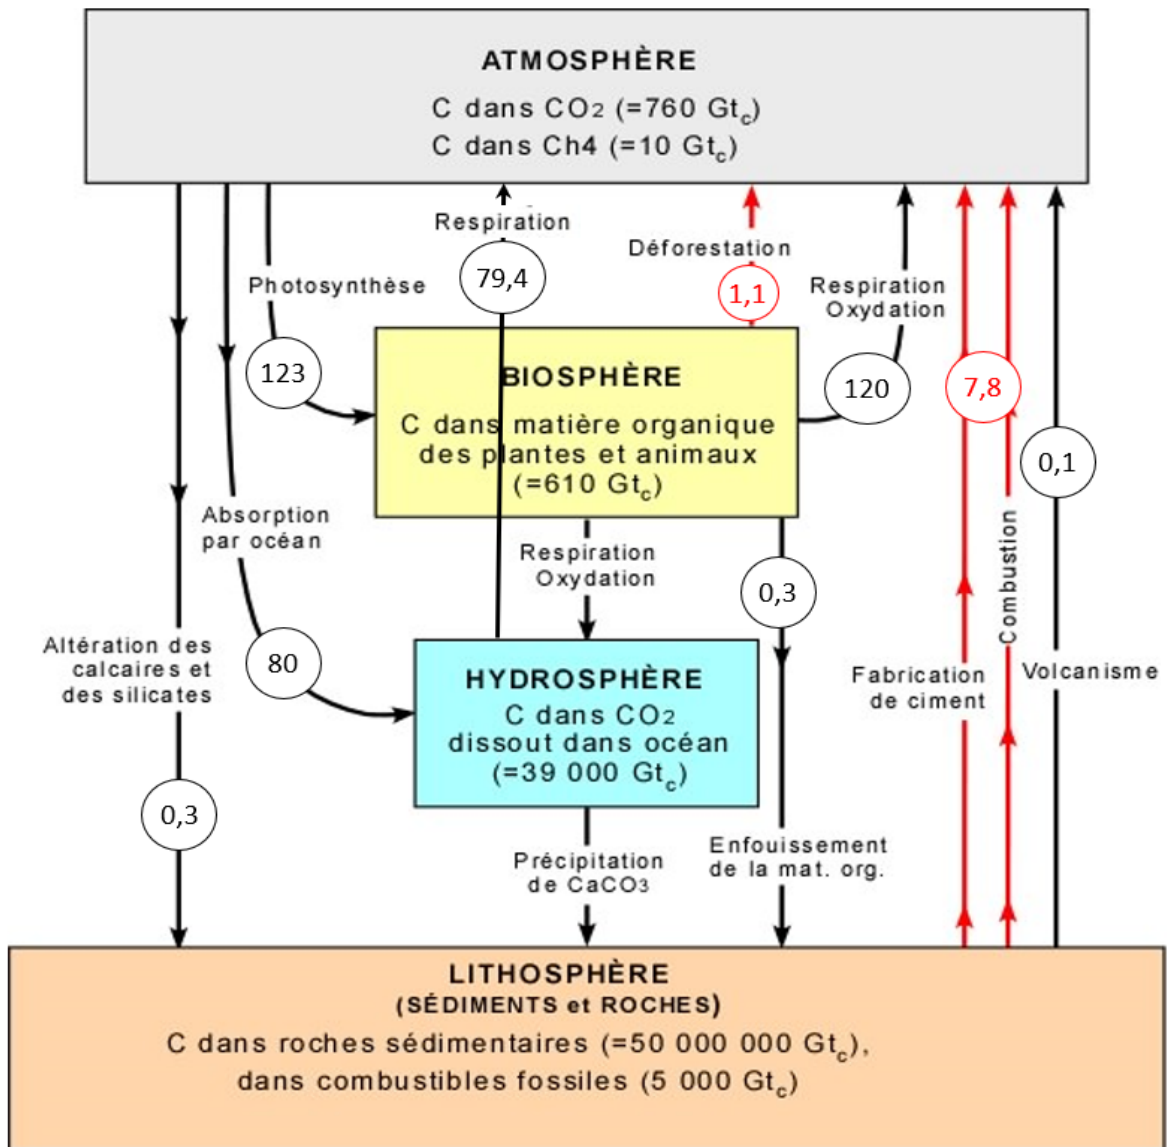 ATMOSPHÈRE
C dans CO2 (=760 Gtc)
C dans Ch4 (=10 Gtc)
Respiration
79,4
Déforestation
1,1
Photosynthèse
123
Respiration
Oxydation
120
7,8
0,1
BIOSPHÈRE
C dans matière organique
des plantes et animaux
(=610 Gtc)
Absorption
par océan
80
Respiration
Oxydation
0,3
Combustion
Altération des
calcaires et
des silicates
0,3
HYDROSPHÈRE
C dans CO2
dissout dans océan
(=39 000 Gtc)
Fabrication
de ciment
Volcanisme
Précipitation
de CaCO3
Enfouissement
de la mat. org.
LITHOSPHÈRE
(SÉDIMENTS et ROCHES)
C dans roches sédimentaires (=50 000 000 Gtc),
dans combustibles fossiles (5 000 Gtc)